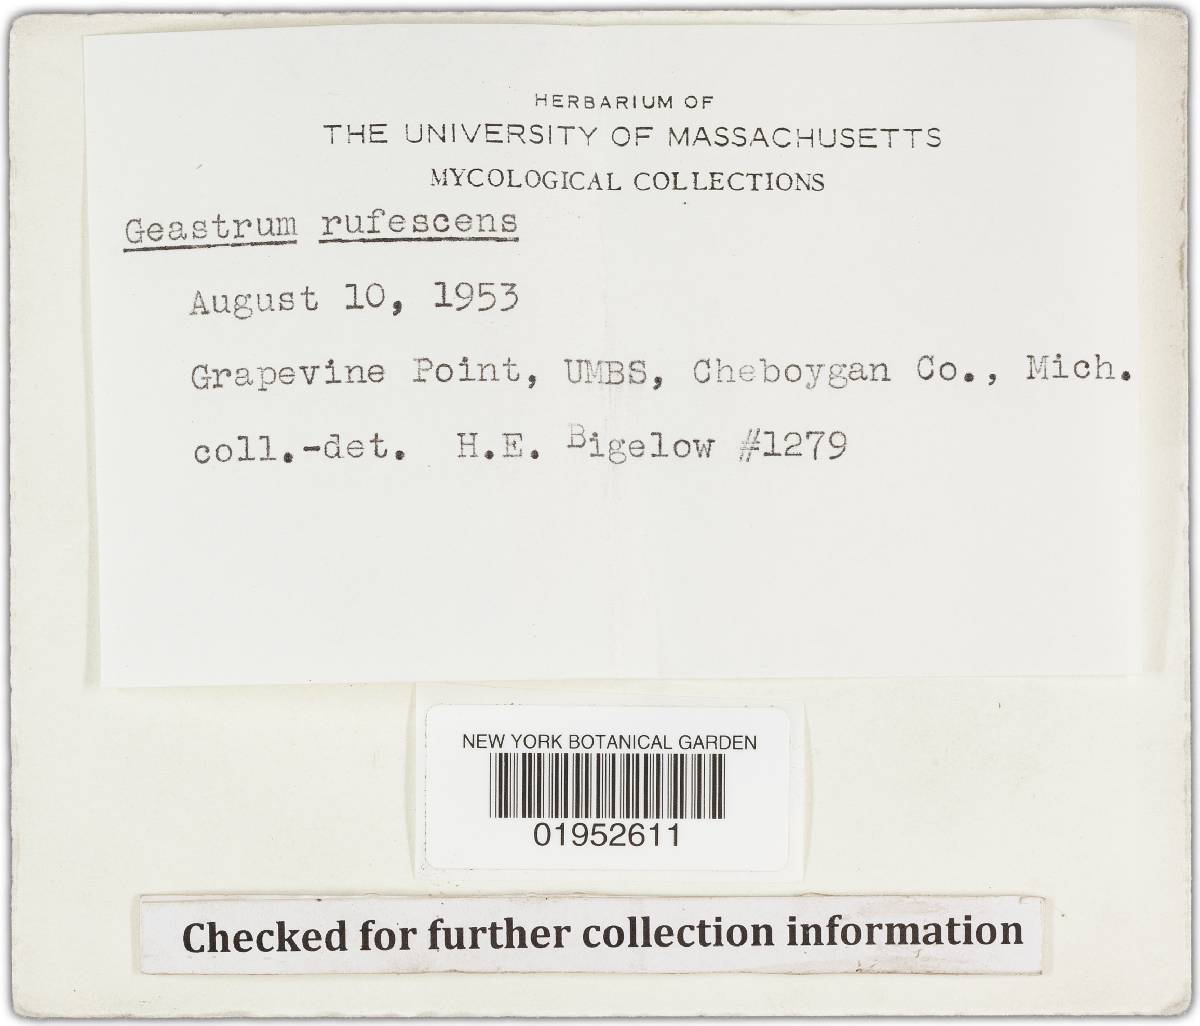 HERBARIUM OF
THE UNIVERSITY OF MASSACHUSETTS
MYCOLOGICAL COLLECTIONS
Geastrum rufescens
August 10, 1953
Grapevine Point, UMBS, Cheboygan Co., Mich.
coll.-det. H.E. Bigelow #1279
NEW YORK BOTANICAL GARDEN
01952611
Checked for further collection information